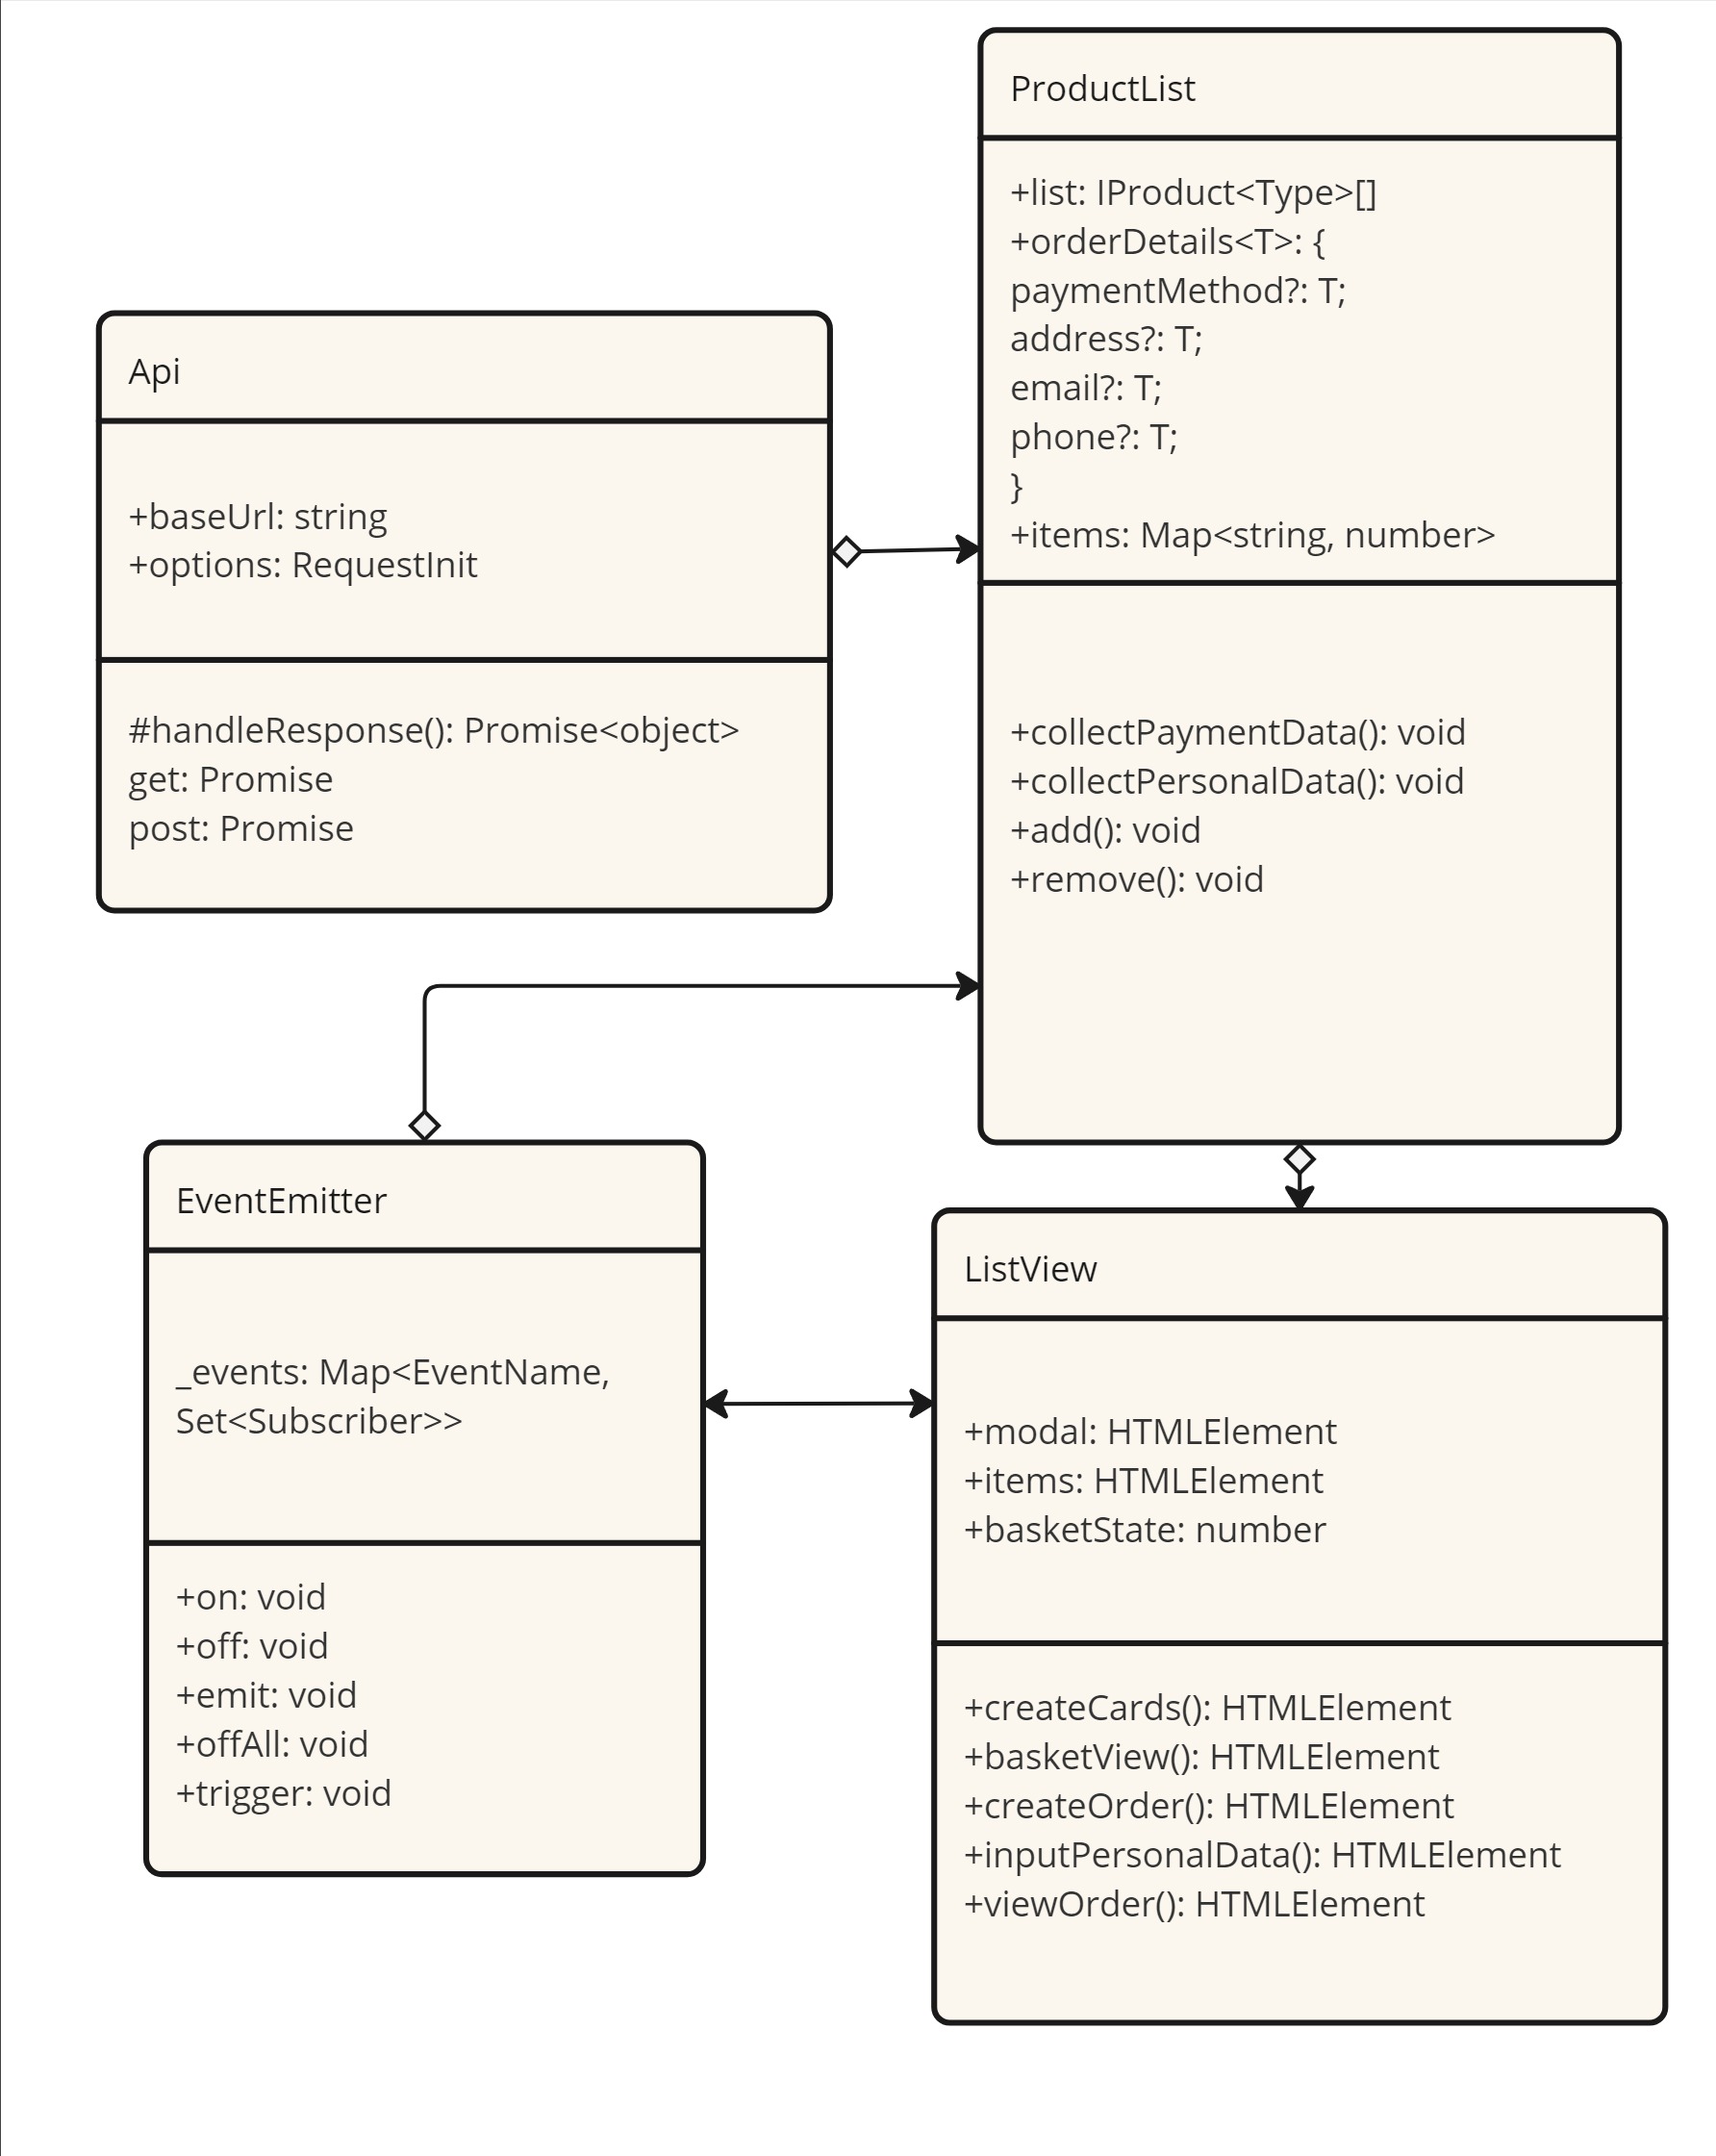 ProductList
+list: IProduct<Type>[]
+orderDetails<T>: {
paymentMethod?: T;
address?: T;
email?: T;
phone?: T;
}
+items: Map<string, number>
+collectPaymentData(): void
+collectPersonalData(): void
+add(): void
+remove(): void
Api
+baseUrl: string
+options: RequestInit
#handleResponse(): Promise<object>
get: Promise
post: Promise
EventEmitter
_events: Map<EventName,
Set<Subscriber>>
+on: void
+off: void
+emit: void
+offAll: void
+trigger: void
ListView
+modal: HTMLElement
+items: HTMLElement
+basketState: number
+createCards(): HTMLElement
+basketView(): HTMLElement
+createOrder(): HTMLElement
+inputPersonalData(): HTMLElement
+viewOrder(): HTMLElement